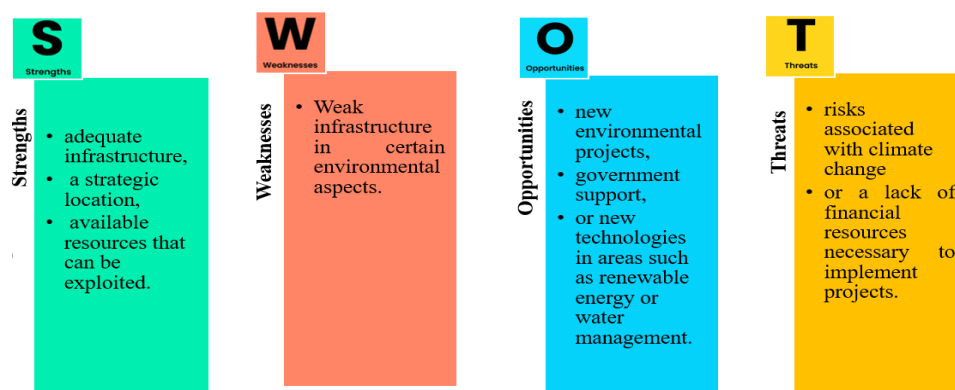 S
Strengths
Strengths
• adequate
infrastructure,
• a strategic
location,
• available
resources that
can be
exploited.
W
Weaknesses
Weaknesses
• Weak
infrastructure
in certain
environmental
aspects.
O
Opportunities
Opportunities
• new
environmental
projects,
• government
support,
• or new
technologies
in areas such
as renewable
energy or
water
management.
T
Threats
Threats
• risks
associated
with climate
change
• or a lack of
financial
resources
necessary to
implement
projects.